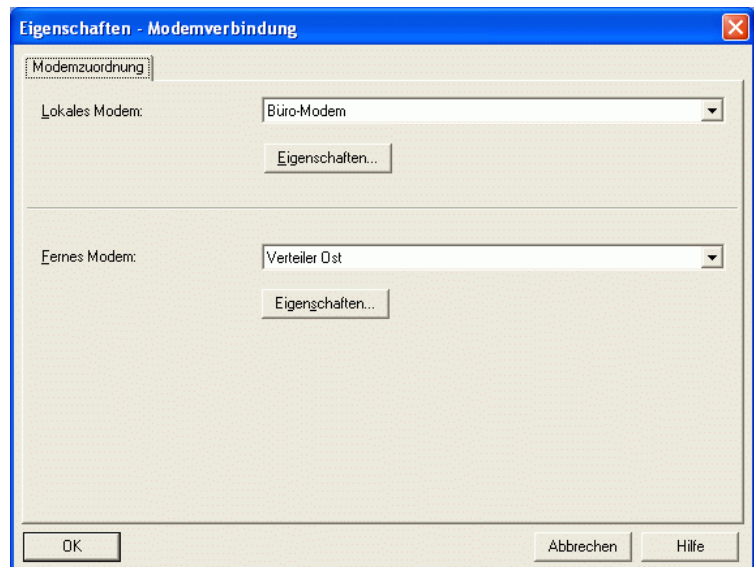 Eigenschaften - Modemverbindung
Modemzuordnung
Lokales Modem: Büro-Modem
Eigenschaften...
Fernes Modem: Verteiler Ost
Eigenschaften...
OK Abbrechen Hilfe